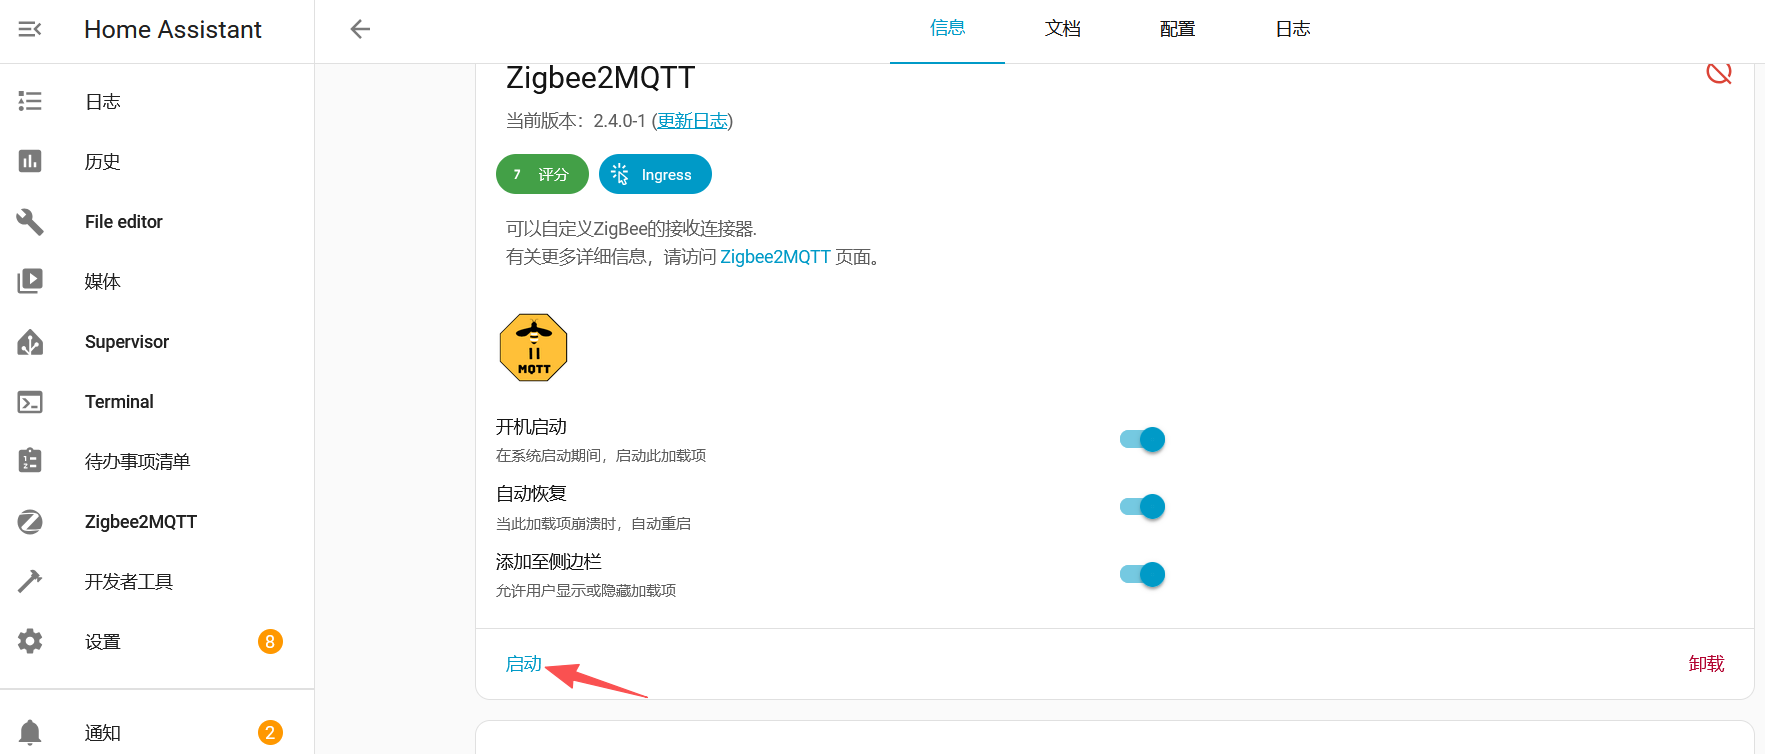 Home Assistant
信息
文档
配置
日志
日志
历史
File editor
媒体
Supervisor
Terminal
待办事项清单
Zigbee2MQTT
开发者工具
设置
8
通知
2
Zigbee2MQTT
当前版本：2.4.0-1 (更新日志)
7 评分
Ingress
可以自定义ZigBee的接收连接器.
有关更多详细信息，请访问 Zigbee2MQTT 页面。
MQTT
开机启动
在系统启动期间，启动此加载项
自动恢复
当此加载项崩溃时，自动重启
添加至侧边栏
允许用户显示或隐藏加载项
启动
卸载